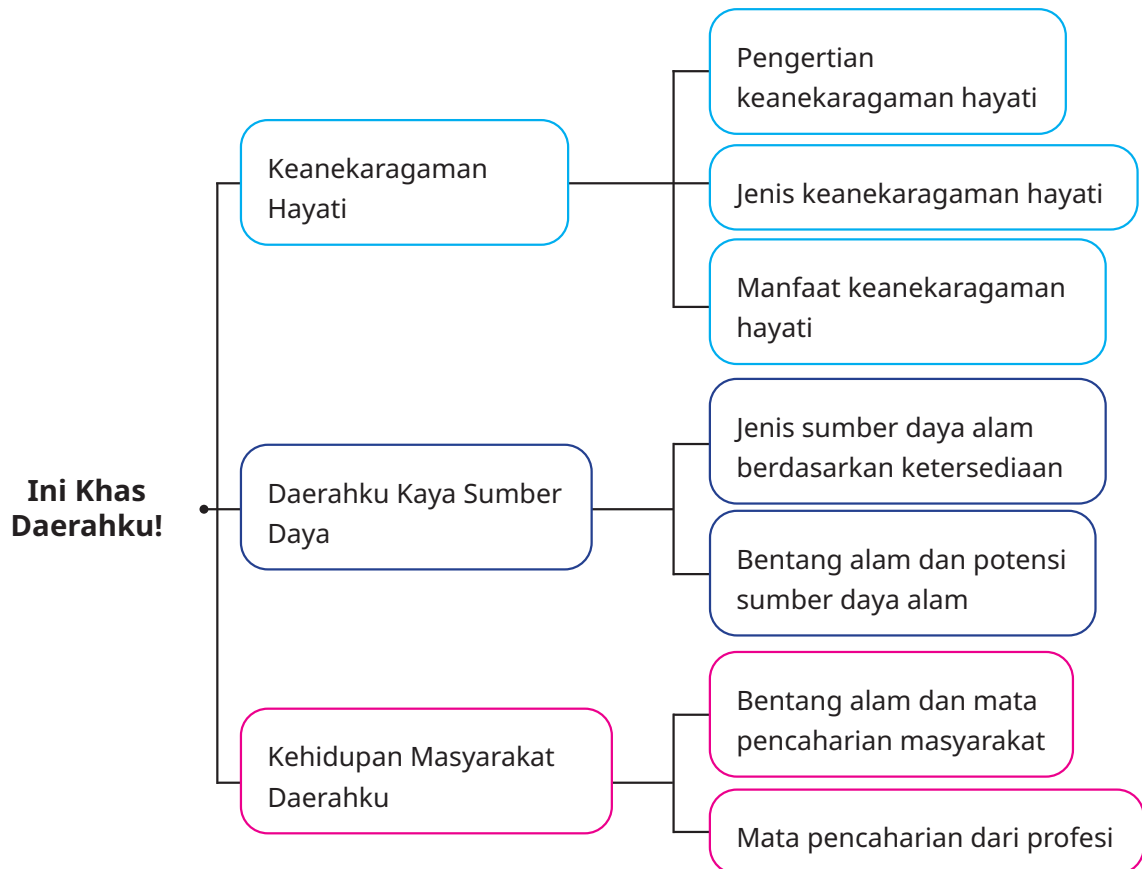 Ini Khas
Daerahku!
Keanekaragaman
Hayati
Pengertian
keanekaragaman hayati
Jenis keanekaragaman hayati
Manfaat keanekaragaman
hayati
Daerahku Kaya Sumber
Daya
Jenis sumber daya alam
berdasarkan ketersediaan
Bentang alam dan potensi
sumber daya alam
Kehidupan Masyarakat
Daerahku
Bentang alam dan mata
pencaharian masyarakat
Mata pencaharian dari profesi